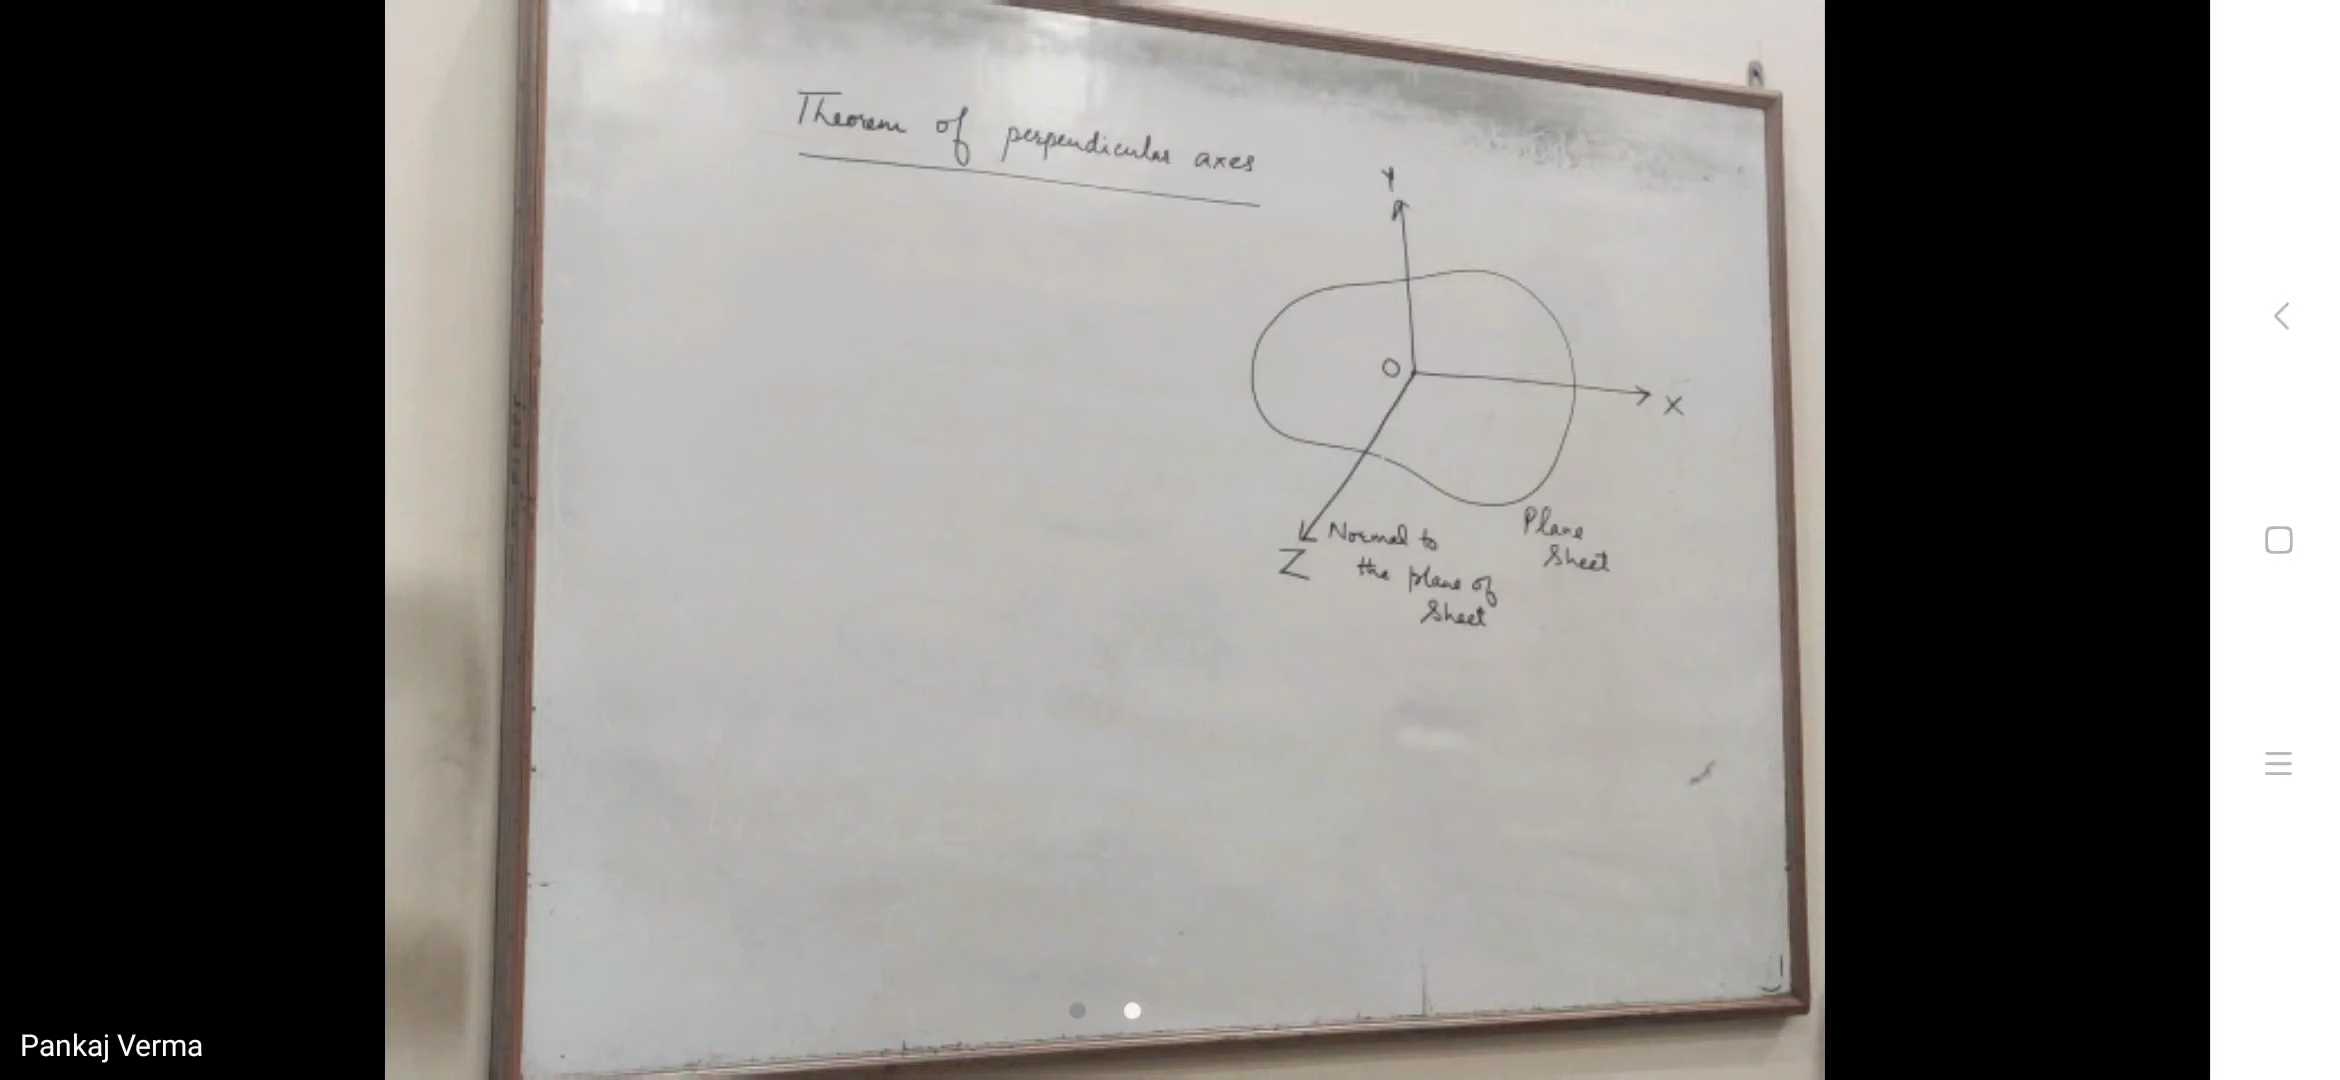 Theorem of perpendicular axes
Y
O
X
Z
Normal to
the plane of
Sheet
Plane
Sheet
Pankaj Verma